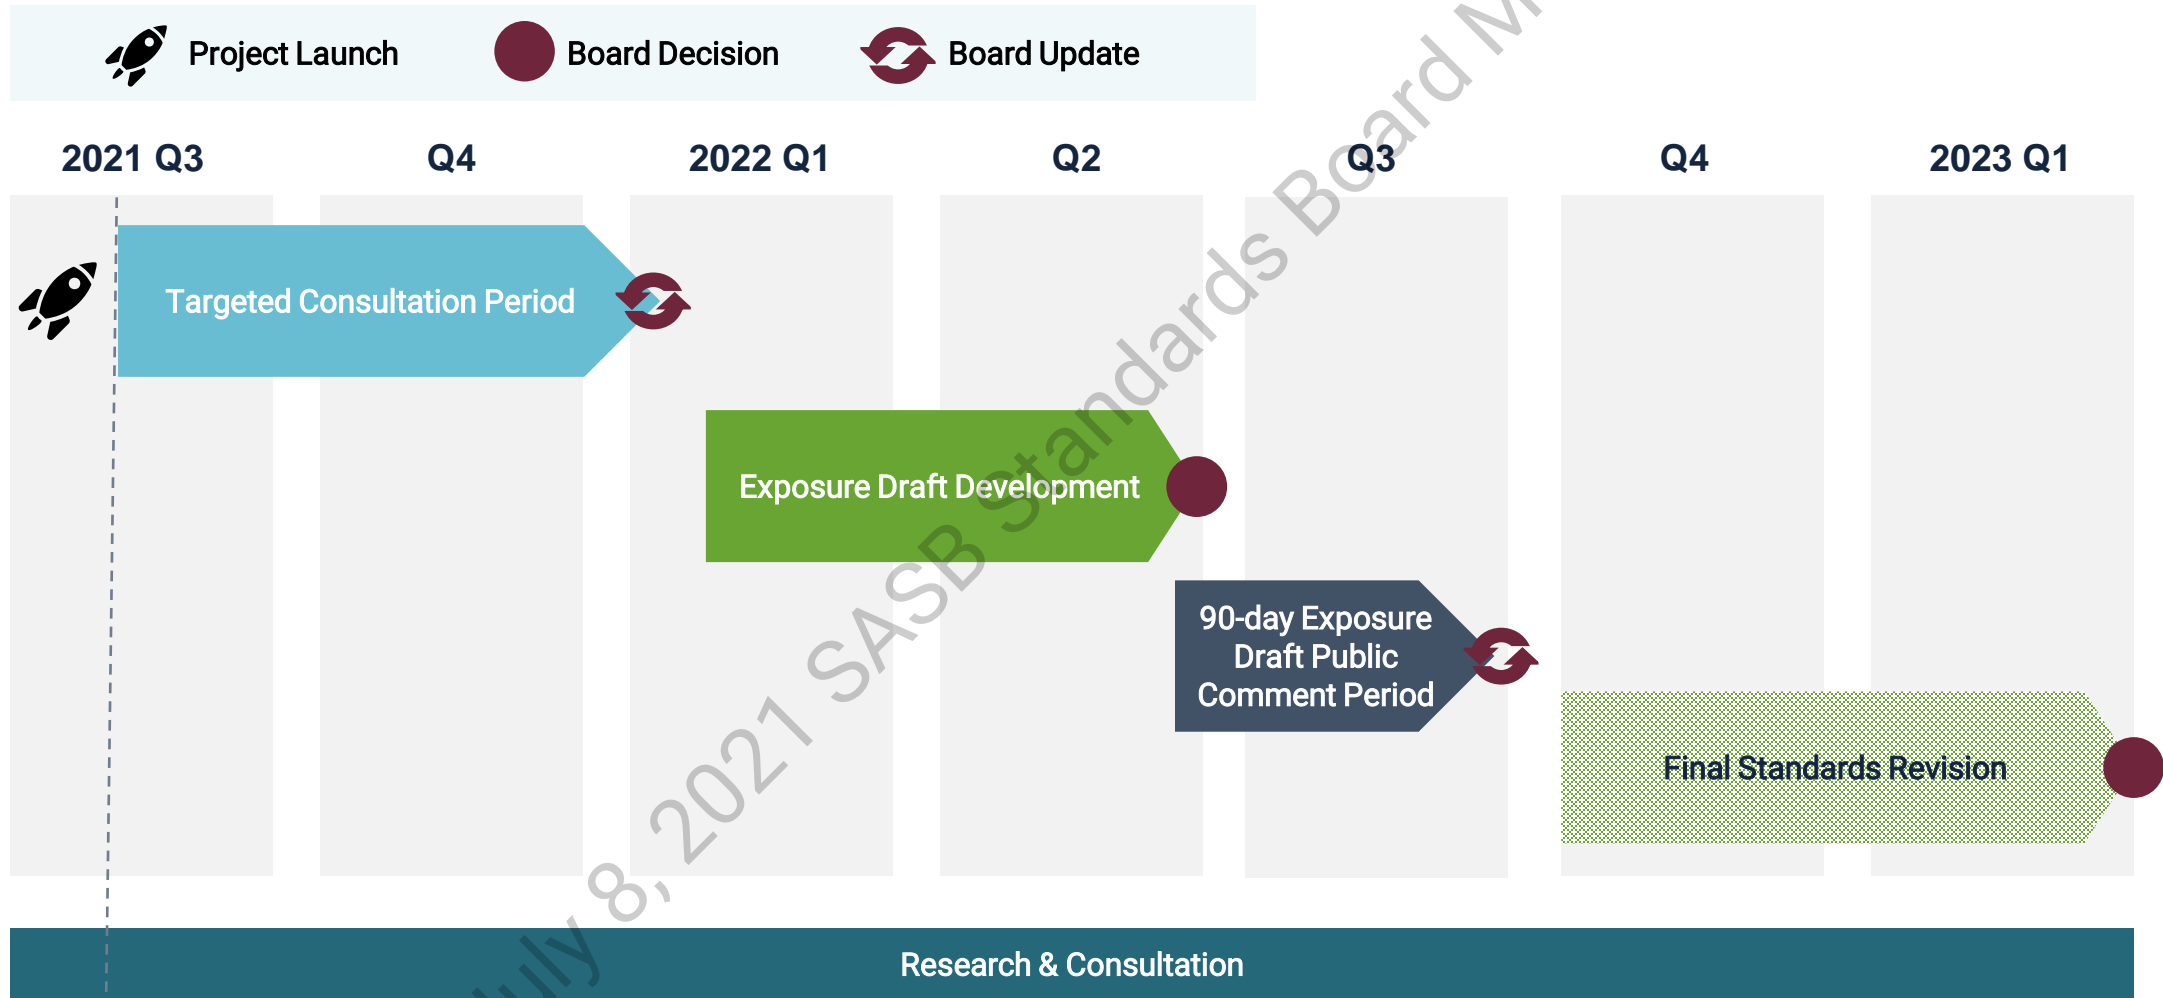 Project Launch
Board Decision
Board Update
2021 Q3
Q4
2022 Q1
Q2
Q3
Q4
2023 Q1
Targeted Consultation Period
Exposure Draft Development
90-day Exposure
Draft Public
Comment Period
Final Standards Revision
Research & Consultation
July 8, 2021 SASB Standards Board